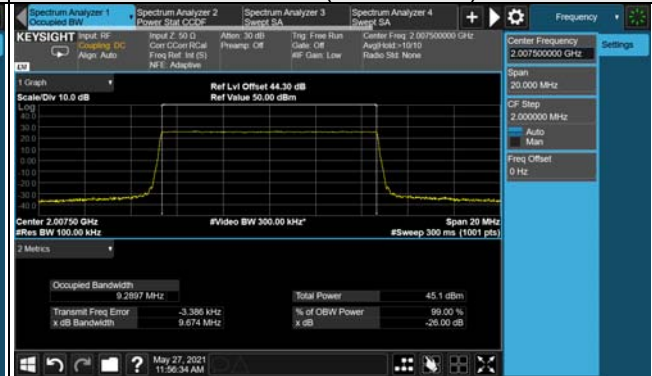 Spectrum Analyzer 1
Occupied BW
Spectrum Analyzer 2
Power Stat CCDF
Spectrum Analyzer 3
Swept SA
Spectrum Analyzer 4
Swept SA
Frequency
KEYSIGHT
Input: RF
Coupling: DC
Align: Auto
Input Z: 50 Ω
Corr CCorr RCal
Freq Ref: Int (S)
NFE: Adaptive
Atten: 30 dB
Preamp: Off
Trig: Free Run
Gate: Off
#IF Gain: Low
Center Freq: 2.007500000 GHz
Avg|Hold:>10/10
Radio Std: None
Center Frequency
2.007500000 GHz
Settings
Span
20.000 MHz
CF Step
2.000000 MHz
Auto
Man
Freq Offset
0 Hz
1 Graph
Scale/Div 10.0 dB
Ref Lvl Offset 44.30 dB
Ref Value 50.00 dBm
Log
40.0
30.0
20.0
10.0
0.00
-10.0
-20.0
-30.0
-40.0
Center 2.00750 GHz
#Res BW 100.00 kHz
#Video BW 300.00 kHz*
Span 20 MHz
#Sweep 300 ms (1001 pts)
2 Metrics
Occupied Bandwidth
9.2897 MHz
Total Power 45.1 dBm
Transmit Freq Error -3.386 kHz
% of OBW Power 99.00 %
x dB Bandwidth 9.674 MHz
x dB -26.00 dB
May 27, 2021
11:56:34 AM